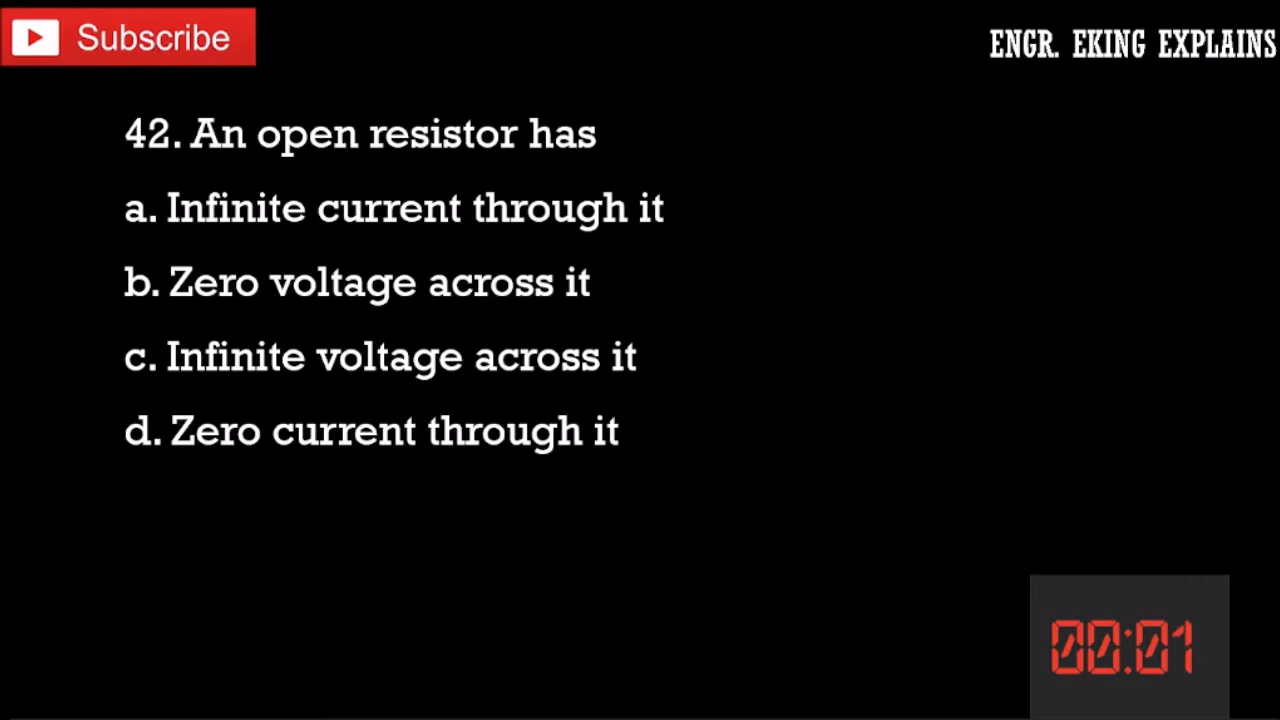 Subscribe
ENGR. EKING EXPLAINS
42. An open resistor has
a. Infinite current through it
b. Zero voltage across it
c. Infinite voltage across it
d. Zero current through it
00:01